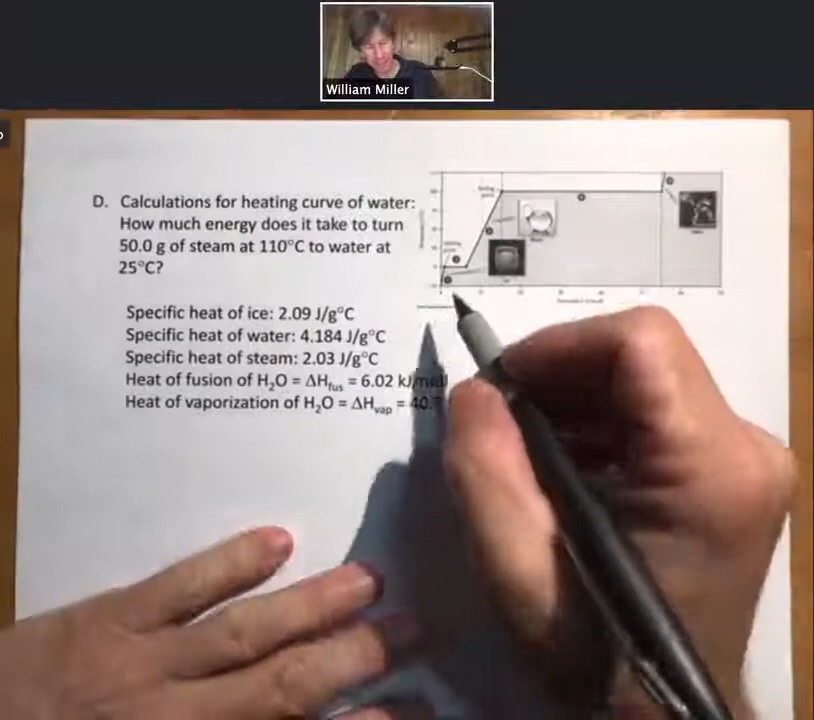 William Miller
D. Calculations for heating curve of water:
How much energy does it take to turn
50.0 g of steam at 110°C to water at
25°C?
Specific heat of ice: 2.09 J/g°C
Specific heat of water: 4.184 J/g°C
Specific heat of steam: 2.03 J/g°C
Heat of fusion of H₂O = ΔHfus = 6.02 kJ/mol
Heat of vaporization of H₂O = ΔHvap = 40.7